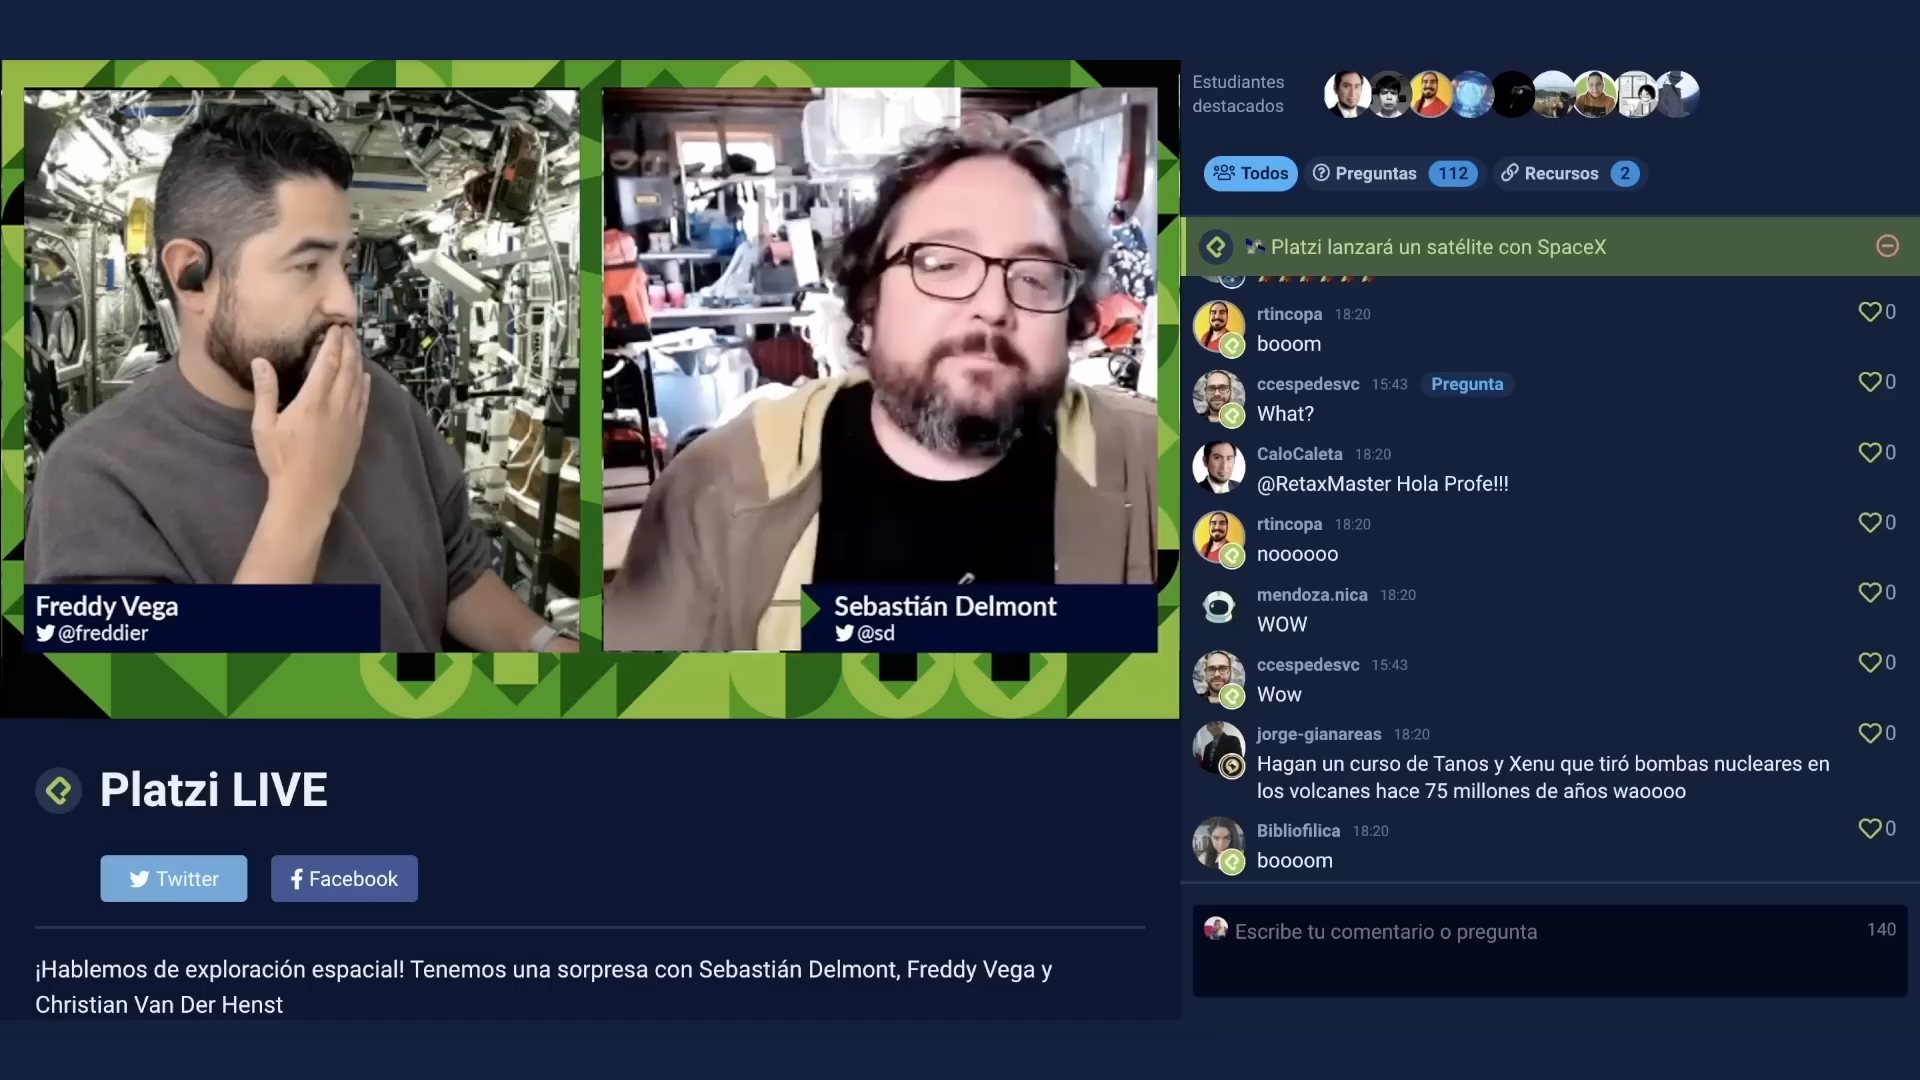 Freddy Vega
@freddier
Sebastián Delmont
@sd
Platzi LIVE
Twitter
Facebook
¡Hablemos de exploración espacial! Tenemos una sorpresa con Sebastián Delmont, Freddy Vega y
Christian Van Der Henst
Estudiantes
destacados
Todos
Preguntas 112
Recursos 2
Platzi lanzará un satélite con SpaceX
rtincopa 18:20
0
booom
ccespedesvc 15:43 Pregunta
0
What?
CaloCaleta 18:20
0
@RetaxMaster Hola Profe!!!
rtincopa 18:20
0
noooooo
mendoza.nica 18:20
0
WOW
ccespedesvc 15:43
0
Wow
jorge-gianareas 18:20
0
Hagan un curso de Tanos y Xenu que tiró bombas nucleares en
los volcanes hace 75 millones de años waoooo
Bibliofilica 18:20
0
boooom
Escribe tu comentario o pregunta
140